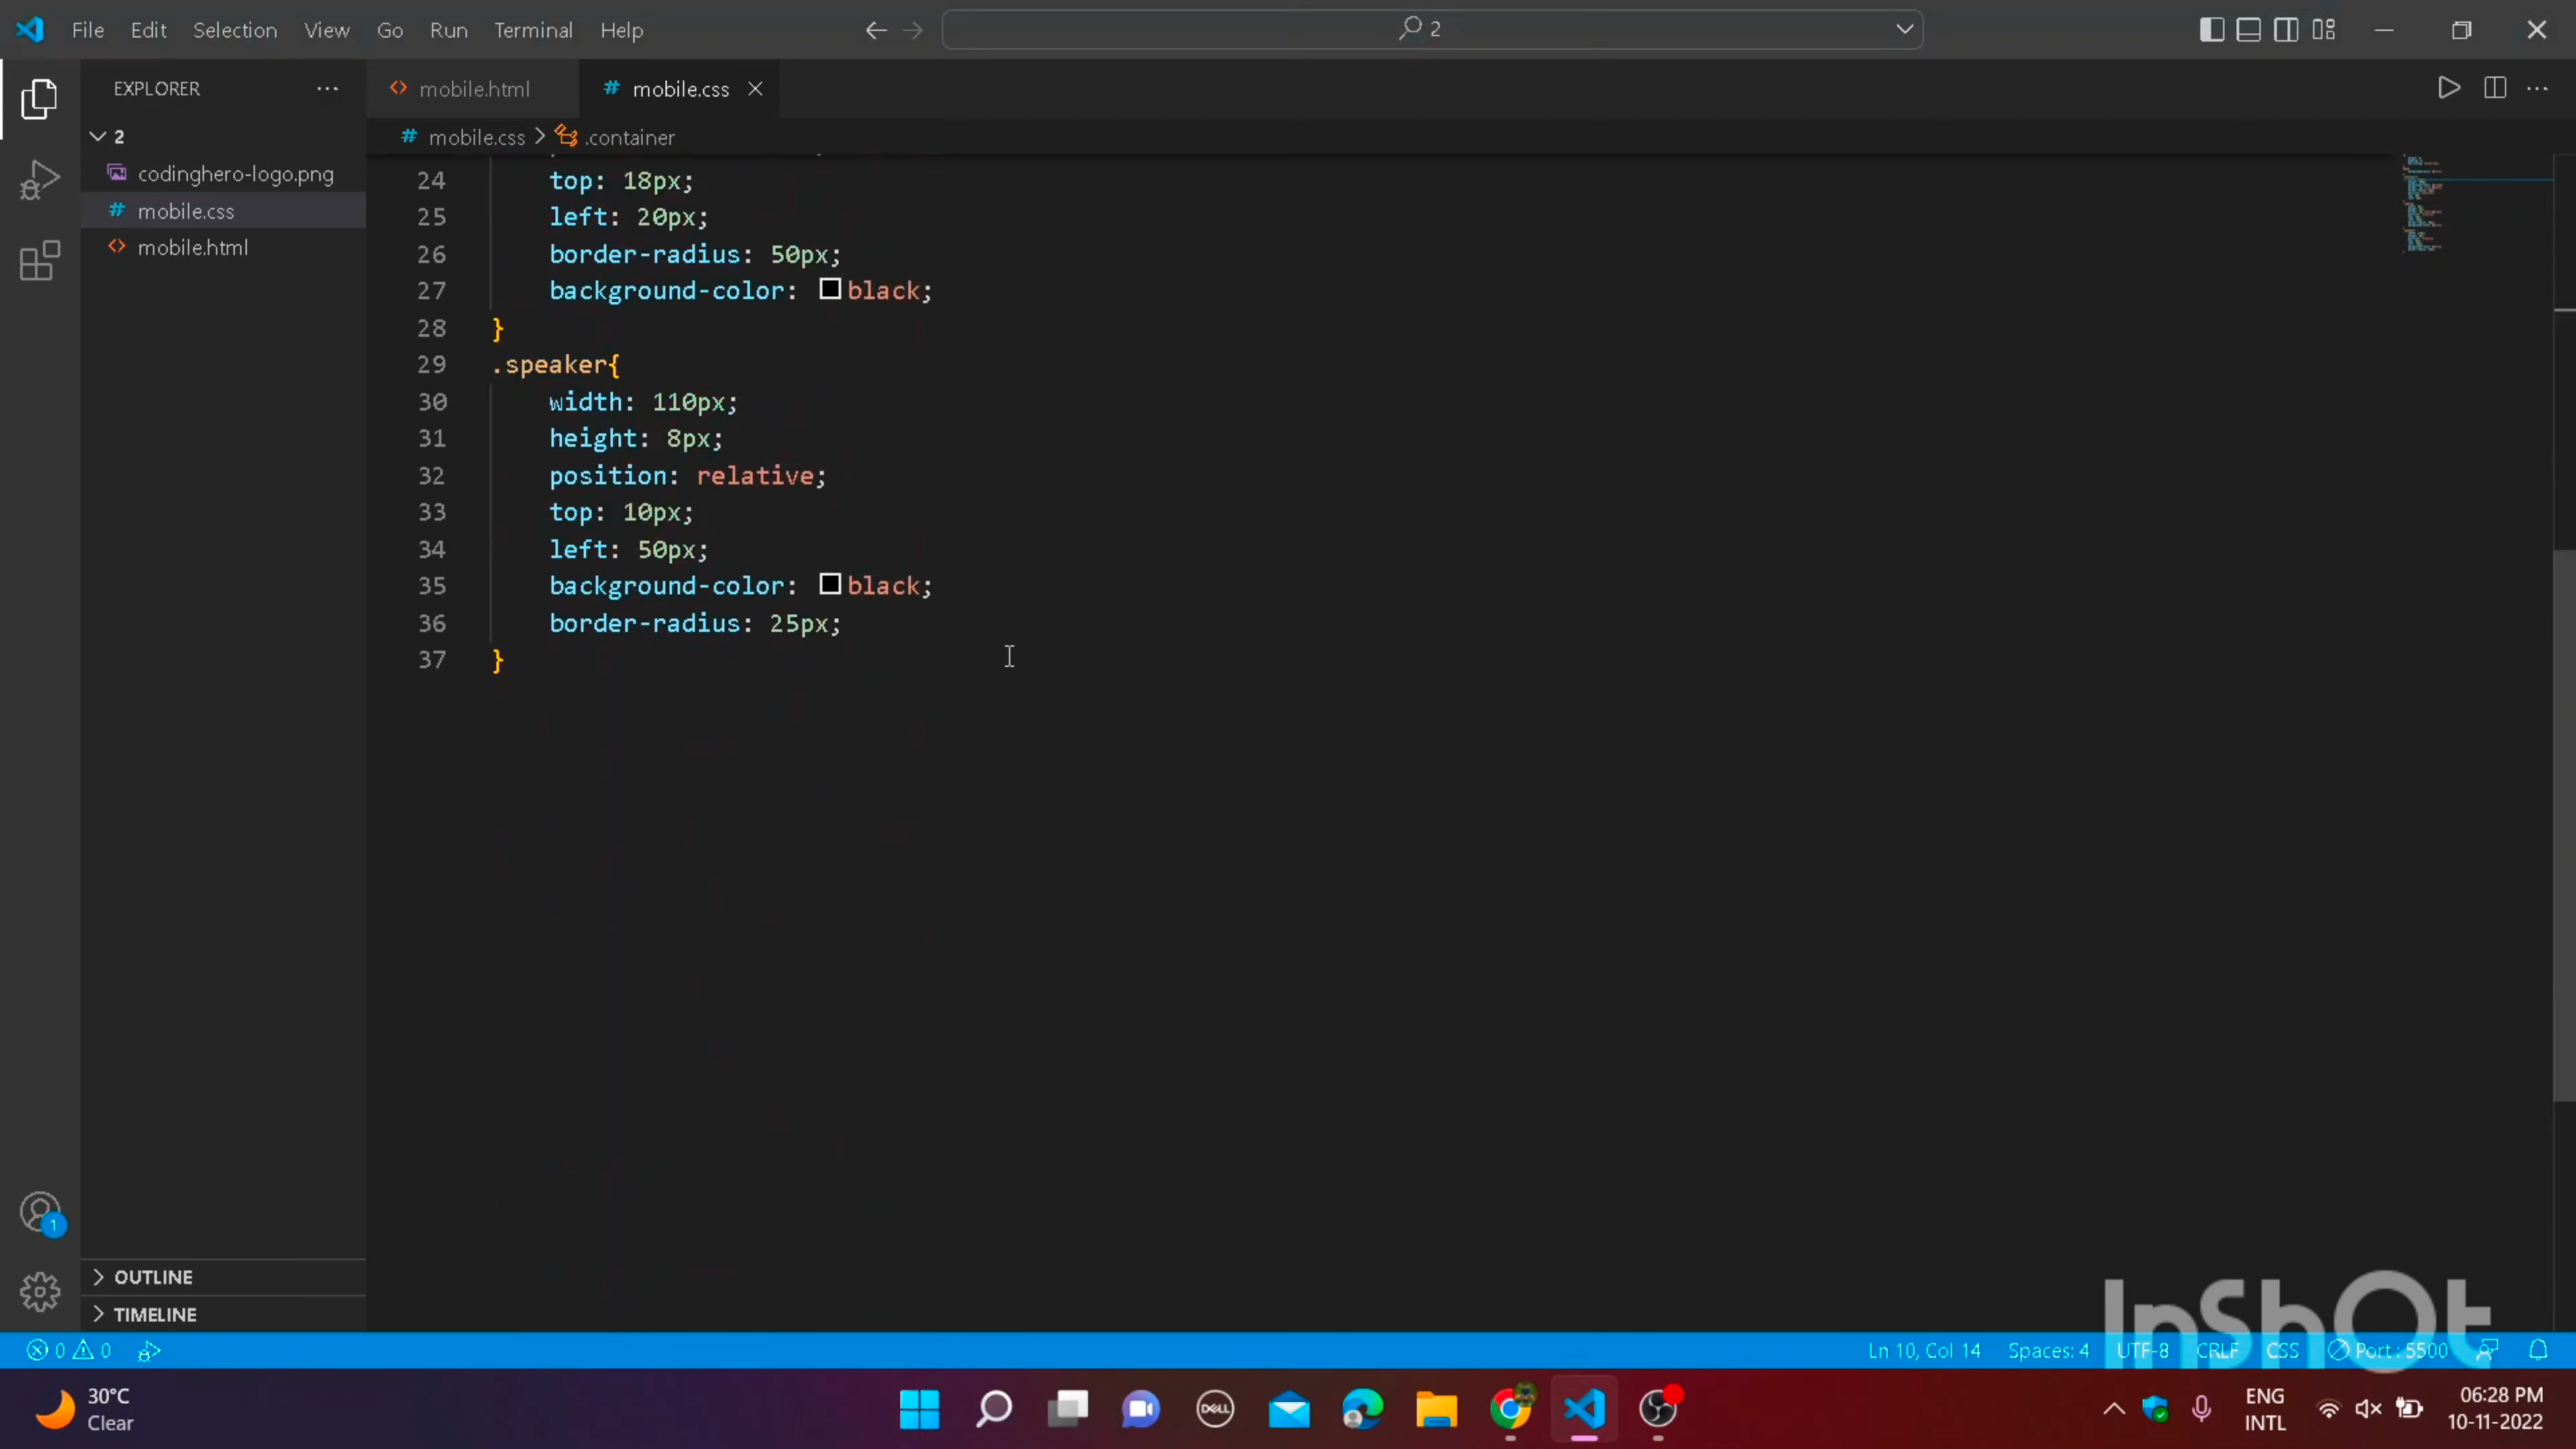 File Edit Selection View Go Run Terminal Help
2
EXPLORER
mobile.html
mobile.css
2
mobile.css
.container
codinghero-logo.png
mobile.css
mobile.html
24 top: 18px;
25 left: 20px;
26 border-radius: 50px;
27 background-color: black;
28 }
29 .speaker{
30 width: 110px;
31 height: 8px;
32 position: relative;
33 top: 10px;
34 left: 50px;
35 background-color: black;
36 border-radius: 25px;
37 }
1
OUTLINE
TIMELINE
InShOt
0 0
Ln 10, Col 14 Spaces: 4 UTF-8 CRLF CSS Port : 5500
30°C
Clear
DELL
ENG
INTL
06:28 PM
10-11-2022